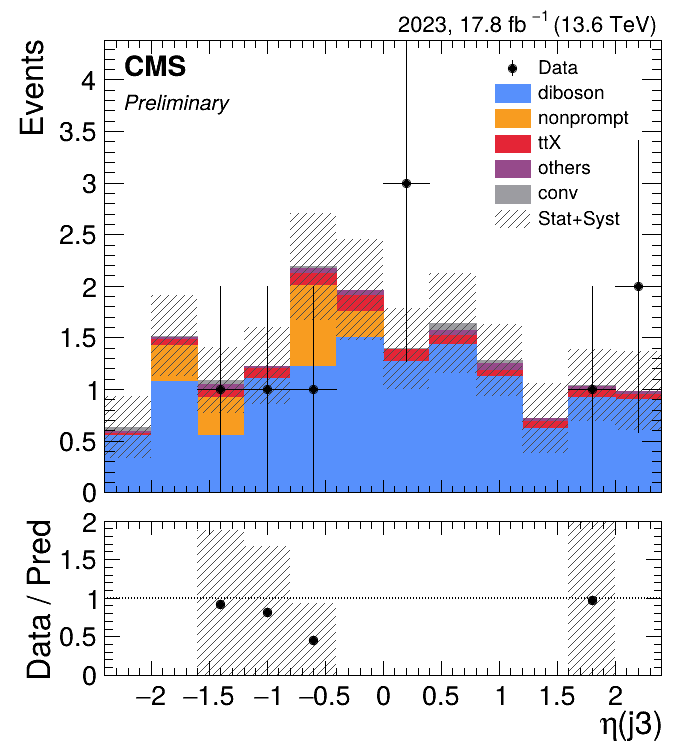 2023, 17.8 fb⁻¹ (13.6 TeV)
Events
CMS
Preliminary
Data
diboson
nonprompt
ttX
others
conv
Stat+Syst
4
3.5
3
2.5
2
1.5
1
0.5
0
Data / Pred
2
1.5
1
0.5
0
−2 −1.5 −1 −0.5 0 0.5 1 1.5 2
η(j3)